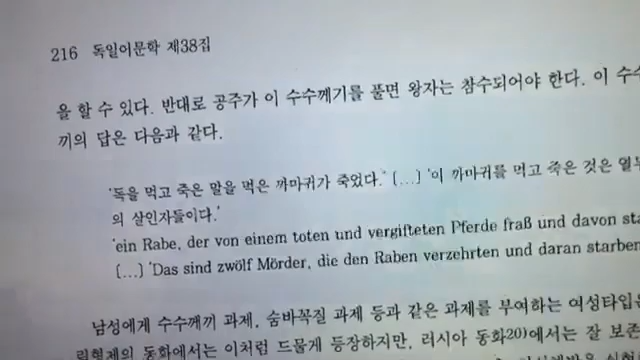 216 독일어문학 제38집
을 할 수 있다. 반대로 공주가 이 수수께기를 풀면 왕자는 참수되어야 한다. 이 수수
끼의 답은 다음과 같다.
'독을 먹고 죽은 말을 먹은 까마귀가 죽었다.' [...] '이 까마귀를 먹고 죽은 것은 열두
의 살인자들이다.'
'ein Rabe, der von einem toten und vergifteten Pferde fraß und davon sta
[...] 'Das sind zwölf Mörder, die den Raben verzehrten und daran starben
남성에게 수수께끼 과제, 숨바꼭질 과제 등과 같은 과제를 부여하는 여성타입은
림형제의 동화에서는 이처럼 드물게 등장하지만, 러시아 동화20)에서는 잘 보존